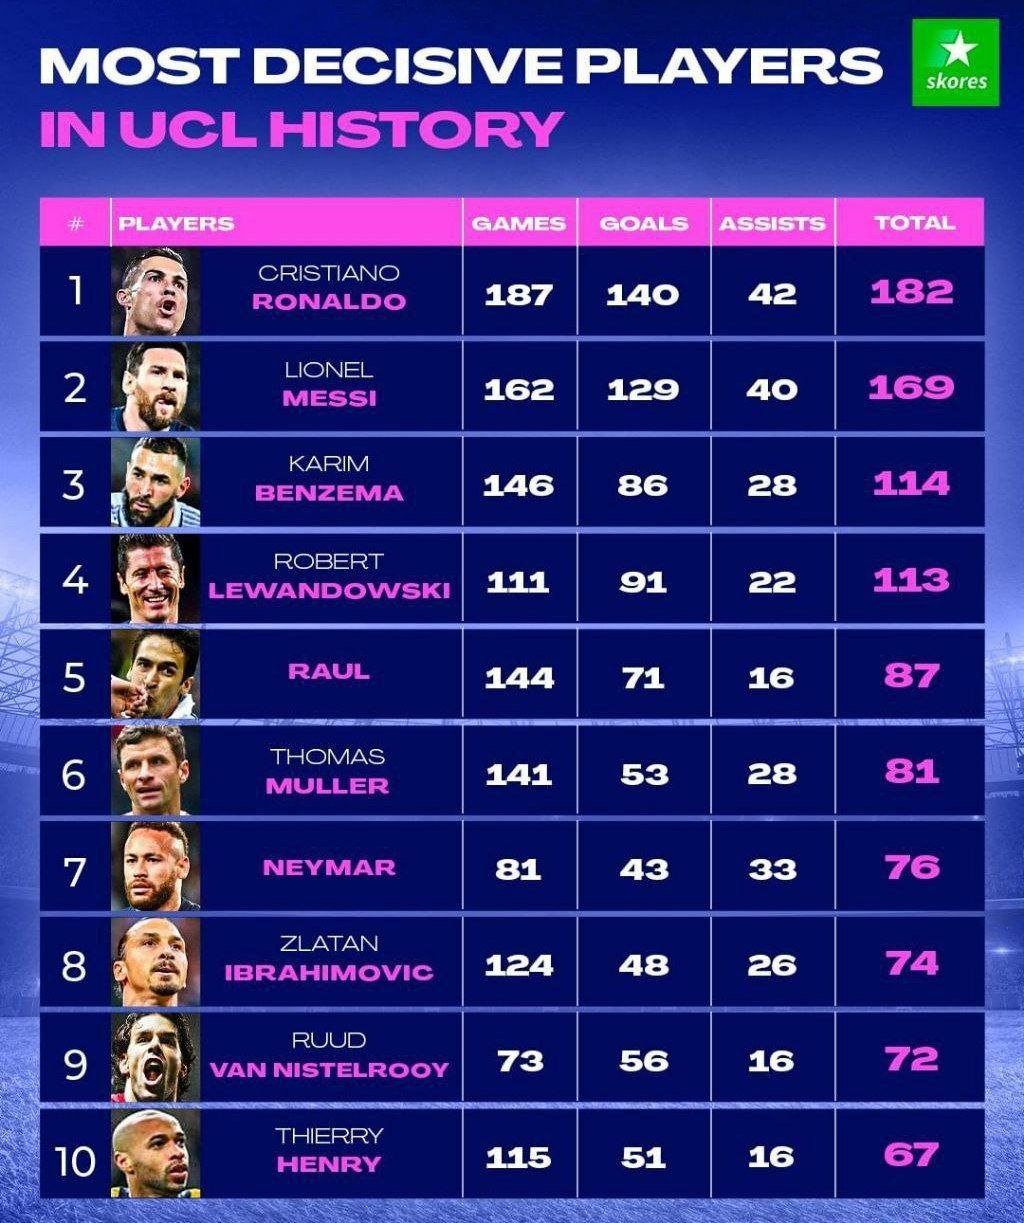 MOST DECISIVE PLAYERS
IN UCL HISTORY
skores
# PLAYERS GAMES GOALS ASSISTS TOTAL
1 CRISTIANO RONALDO 187 140 42 182
2 LIONEL MESSI 162 129 40 169
3 KARIM BENZEMA 146 86 28 114
4 ROBERT LEWANDOWSKI 111 91 22 113
5 RAUL 144 71 16 87
6 THOMAS MULLER 141 53 28 81
7 NEYMAR 81 43 33 76
8 ZLATAN IBRAHIMOVIC 124 48 26 74
9 RUUD VAN NISTELROOY 73 56 16 72
10 THIERRY HENRY 115 51 16 67